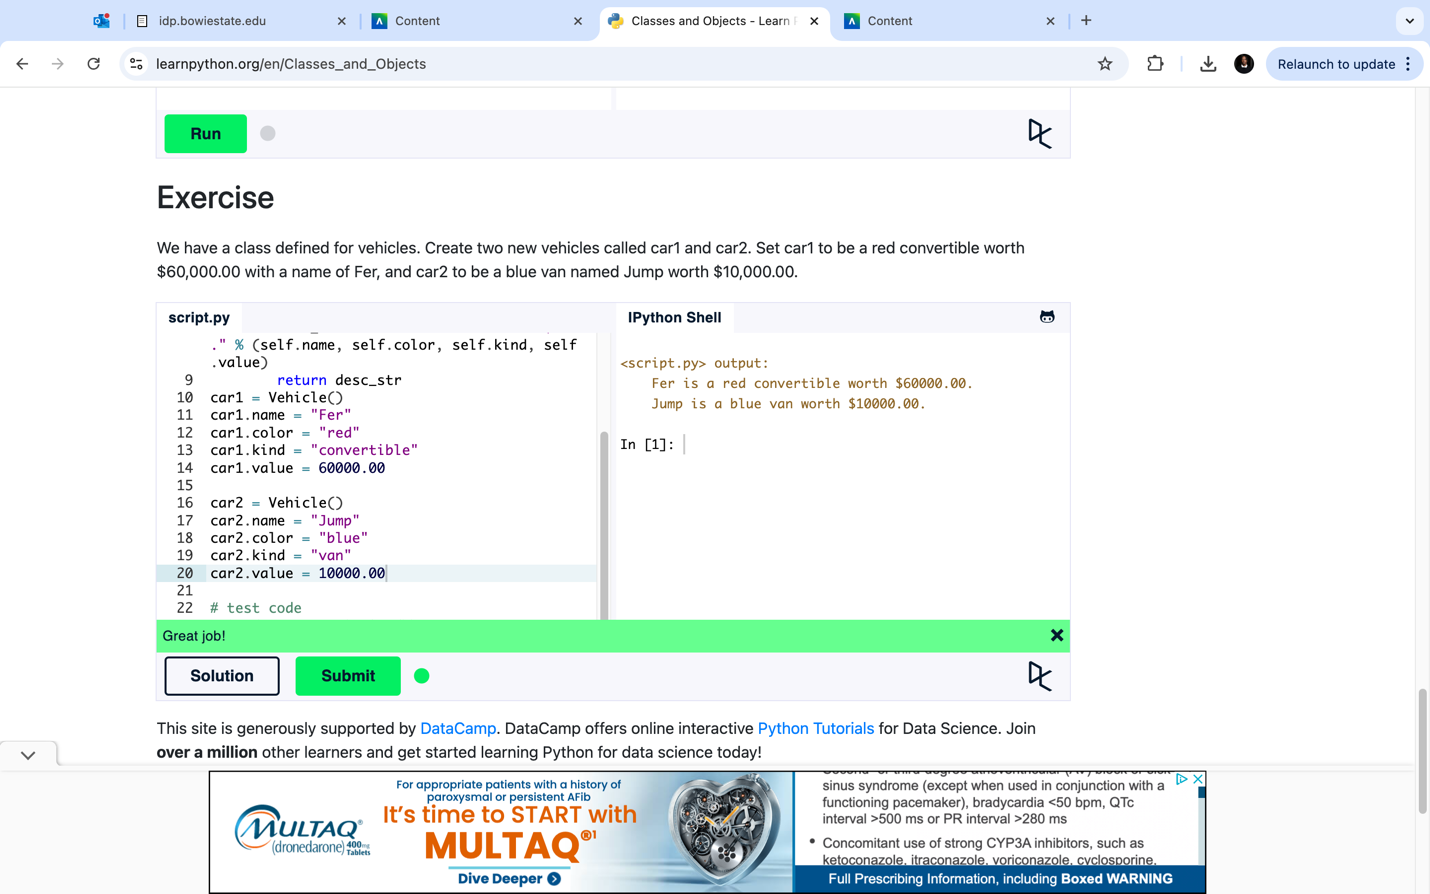 idp.bowiestate.edu
Content
Classes and Objects - Learn
Content
learnpython.org/en/Classes_and_Objects
Relaunch to update
Run
Exercise
We have a class defined for vehicles. Create two new vehicles called car1 and car2. Set car1 to be a red convertible worth
$60,000.00 with a name of Fer, and car2 to be a blue van named Jump worth $10,000.00.
script.py
." % (self.name, self.color, self.kind, self
.value)
9 return desc_str
10 car1 = Vehicle()
11 car1.name = "Fer"
12 car1.color = "red"
13 car1.kind = "convertible"
14 car1.value = 60000.00
15
16 car2 = Vehicle()
17 car2.name = "Jump"
18 car2.color = "blue"
19 car2.kind = "van"
20 car2.value = 10000.00
21
22 # test code
IPython Shell
<script.py> output:
Fer is a red convertible worth $60000.00.
Jump is a blue van worth $10000.00.
In [1]:
Great job!
Solution
Submit
This site is generously supported by DataCamp. DataCamp offers online interactive Python Tutorials for Data Science. Join
over a million other learners and get started learning Python for data science today!
MULTAQ®
(dronedarone) 400mg Tablets
For appropriate patients with a history of
paroxysmal or persistent AFib
It's time to START with
MULTAQ®1
Dive Deeper
sinus syndrome (except when used in conjunction with a
functioning pacemaker), bradycardia <50 bpm, QTc
interval >500 ms or PR interval >280 ms
• Concomitant use of strong CYP3A inhibitors, such as
ketoconazole, itraconazole, voriconazole, cyclosporine,
Full Prescribing Information, including Boxed WARNING